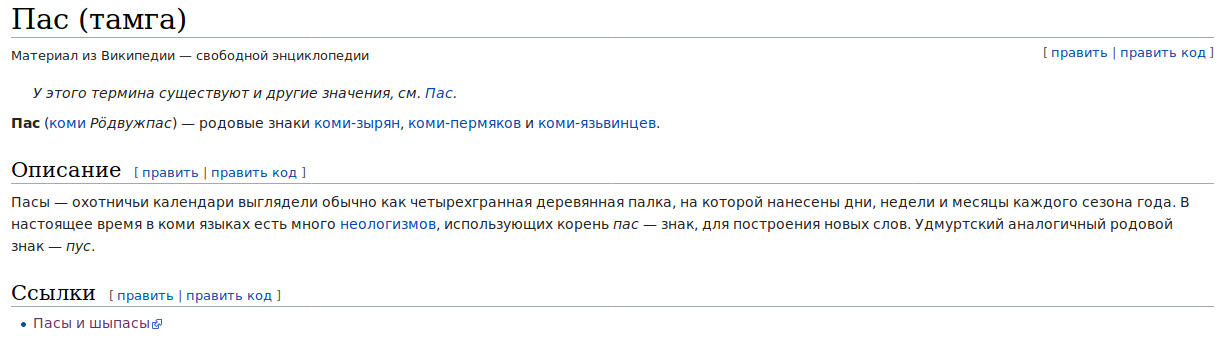 Пас (тамга)
Материал из Википедии — свободной энциклопедии
[ править | править код ]
У этого термина существуют и другие значения, см. Пас.
Пас (коми Рöдвужпас) — родовые знаки коми-зырян, коми-пермяков и коми-язьвинцев.
Описание [ править | править код ]
Пасы — охотничьи календари выглядели обычно как четырехгранная деревянная палка, на которой нанесены дни, недели и месяцы каждого сезона года. В
настоящее время в коми языках есть много неологизмов, использующих корень пас — знак, для построения новых слов. Удмуртский аналогичный родовой
знак — пус.
Ссылки [ править | править код ]
• Пасы и шыпасы